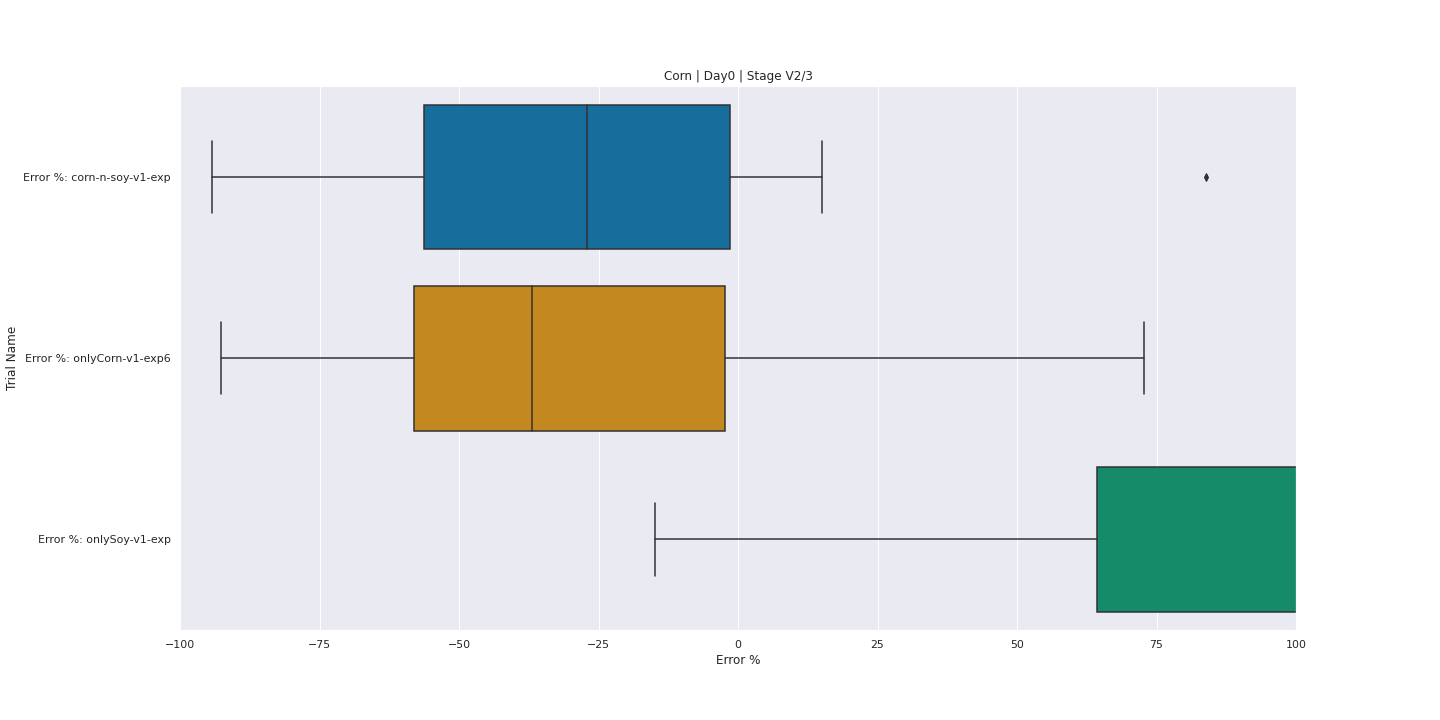 Corn | Day0 | Stage V2/3
Trial Name
Error %: corn-n-soy-v1-exp
Error %: onlyCorn-v1-exp6
Error %: onlySoy-v1-exp
−100 −75 −50 −25 0 25 50 75 100
Error %